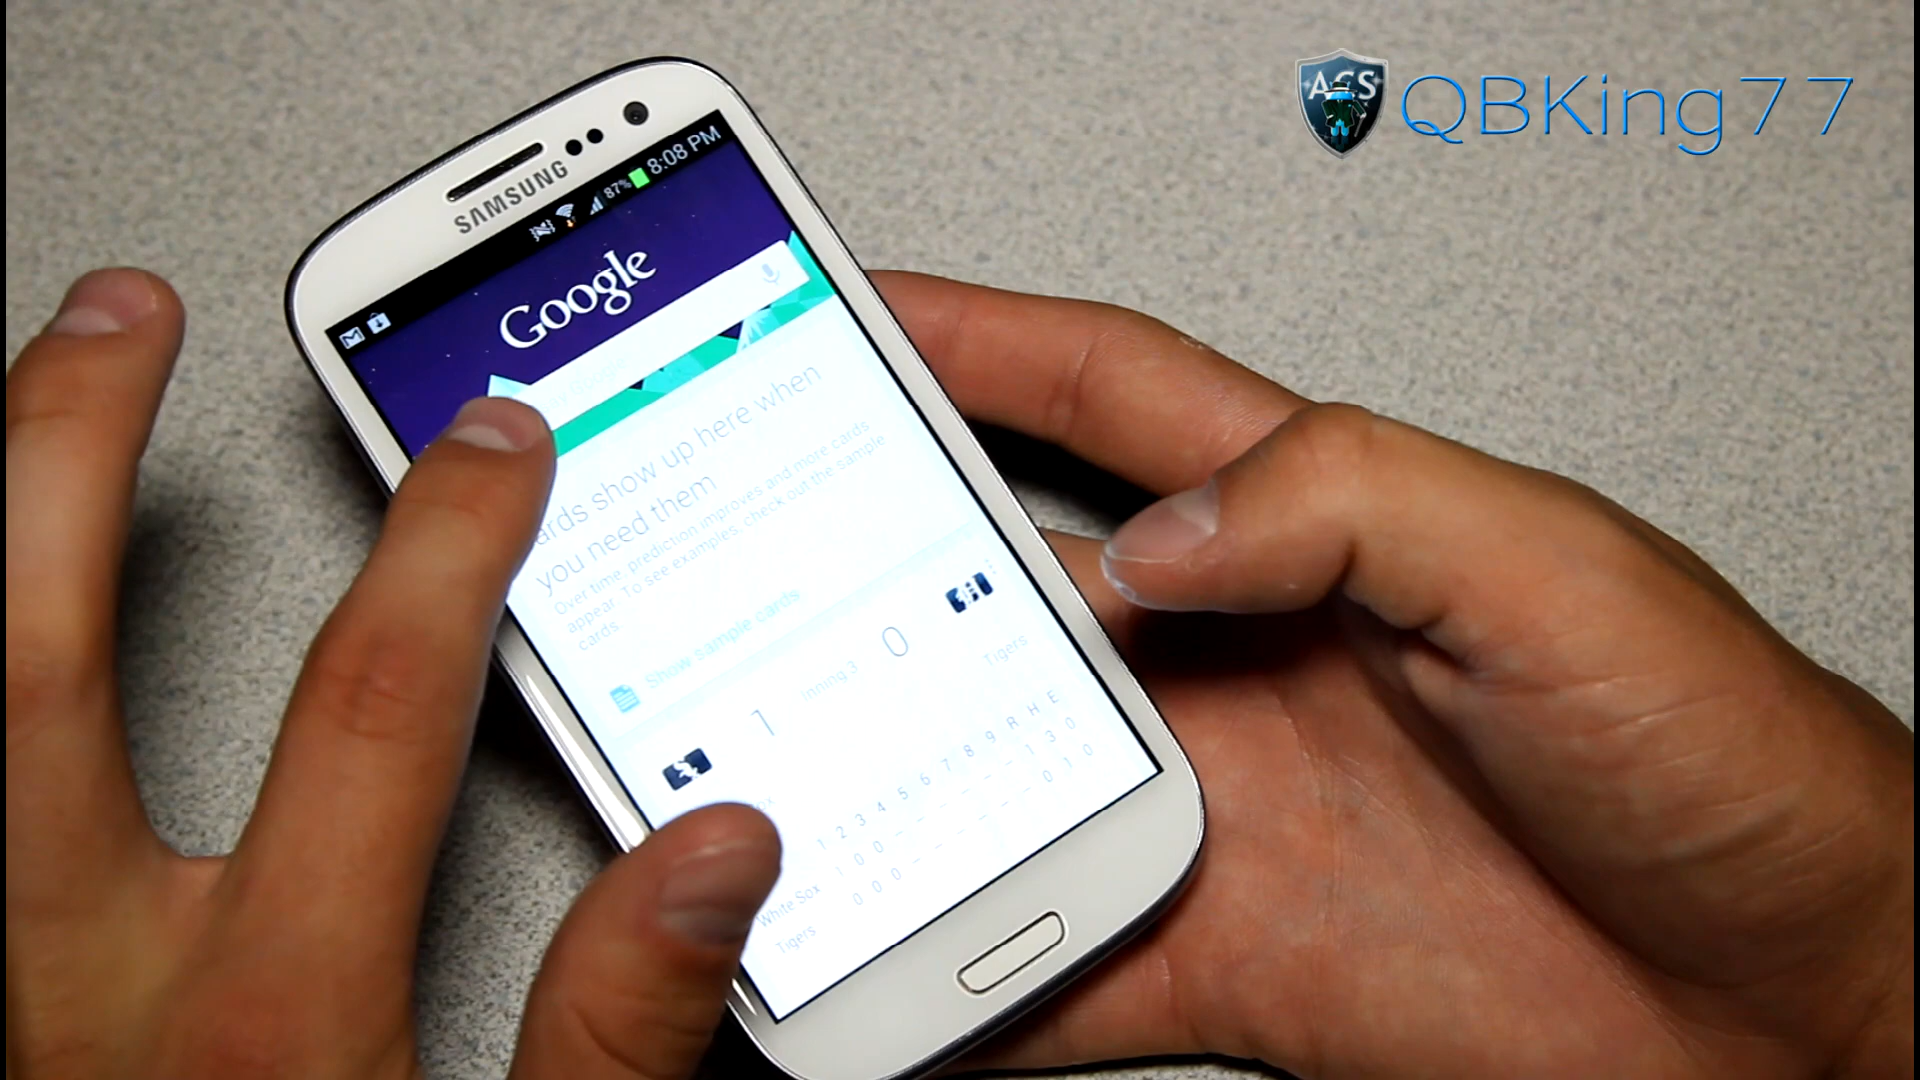 ACS QBKing77
SAMSUNG
87% 8:08 PM
Google
ards show up here when
you need them
Over time, prediction improves and more cards
appear. To see examples, check out the sample
cards.
Show sample cards
1 Inning 3 0
Tigers
ox
1 2 3 4 5 6 7 8 9 R H E
White Sox 1 0 0 - - - - - - 1 3 0
Tigers 0 0 0 - - - - - - 0 1 0